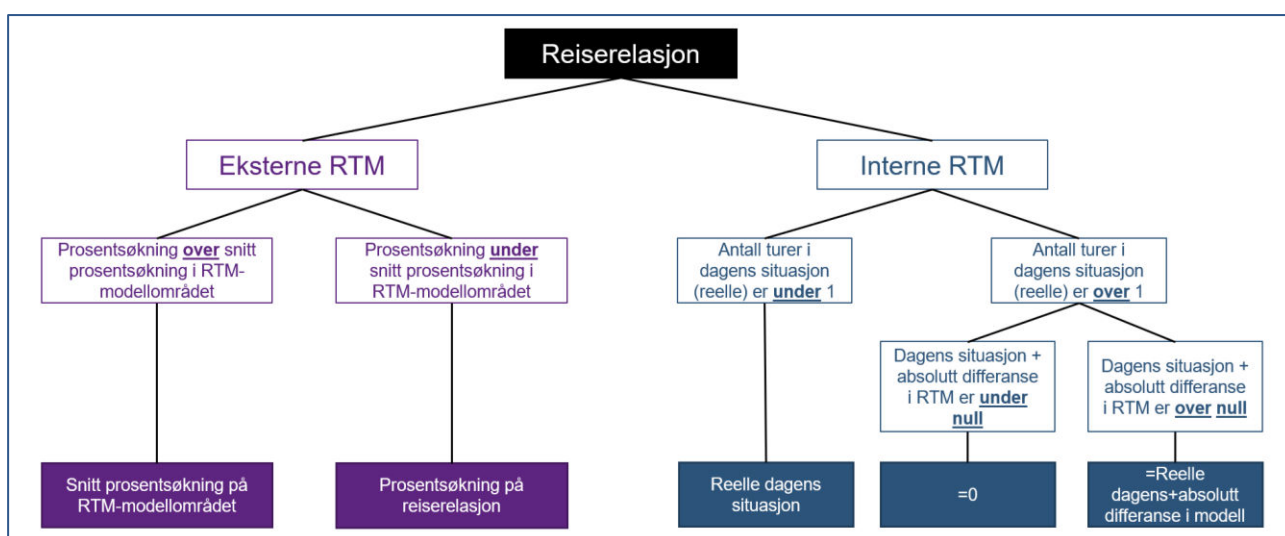 Reiserelasjon
Eksterne RTM
Interne RTM
Prosentsøkning over snitt
prosentsøkning i RTM-
modellområdet
Prosentsøkning under
snitt prosentsøkning i
RTM-modellområdet
Antall turer i
dagens situasjon
(reelle) er under 1
Antall turer i
dagens situasjon
(reelle) er over 1
Dagens situasjon +
absolutt differanse
i RTM er under
null
Dagens situasjon +
absolutt differanse
i RTM er over null
Snitt prosentsøkning på
RTM-modellområdet
Prosentsøkning på
reiserelasjon
Reelle dagens
situasjon
=0
=Reelle
dagens+absolutt
differanse i modell